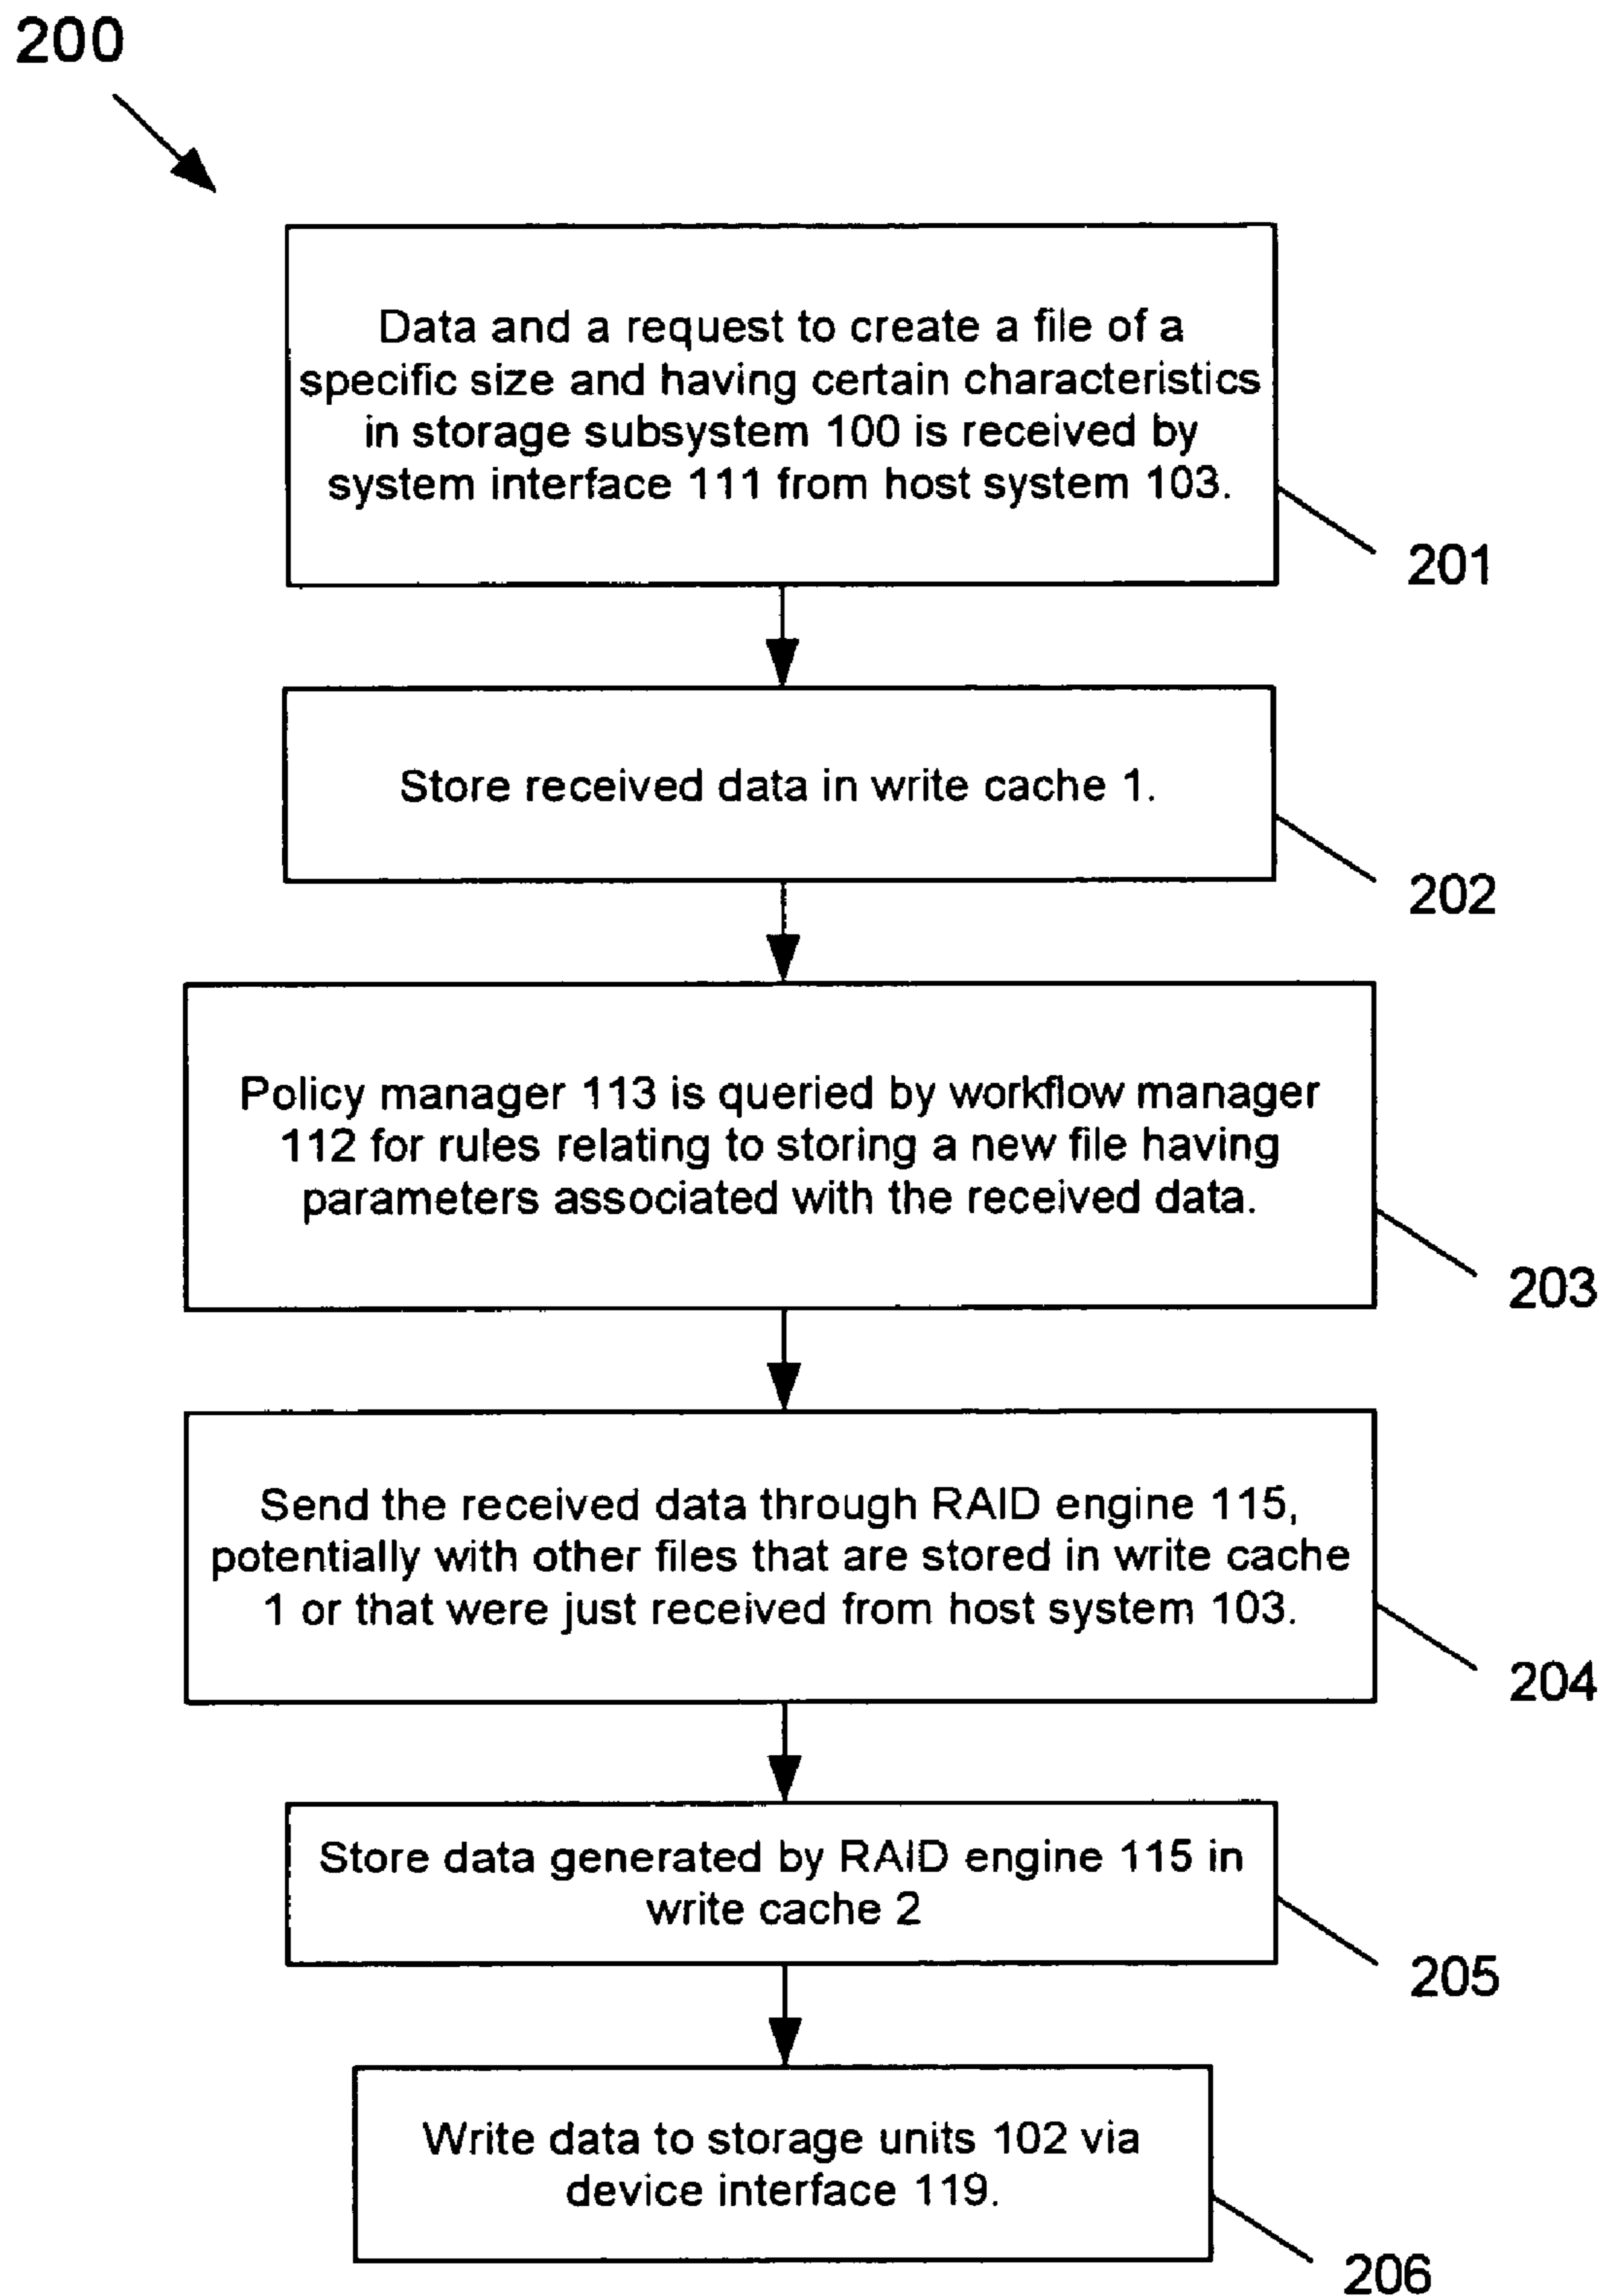 200
Data and a request to create a file of a
specific size and having certain characteristics
in storage subsystem 100 is received by
system interface 111 from host system 103.
201
Store received data in write cache 1.
202
Policy manager 113 is queried by workflow manager
112 for rules relating to storing a new file having
parameters associated with the received data.
203
Send the received data through RAID engine 115,
potentially with other files that are stored in write cache
1 or that were just received from host system 103.
204
Store data generated by RAID engine 115 in
write cache 2
205
Write data to storage units 102 via
device interface 119.
206